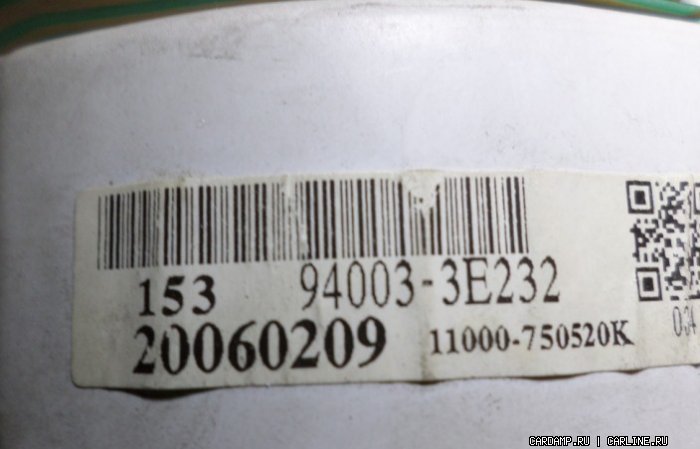 153 94003-3E232
20060209 11000-750520K
CARDAMP.RU | CARLINE.RU